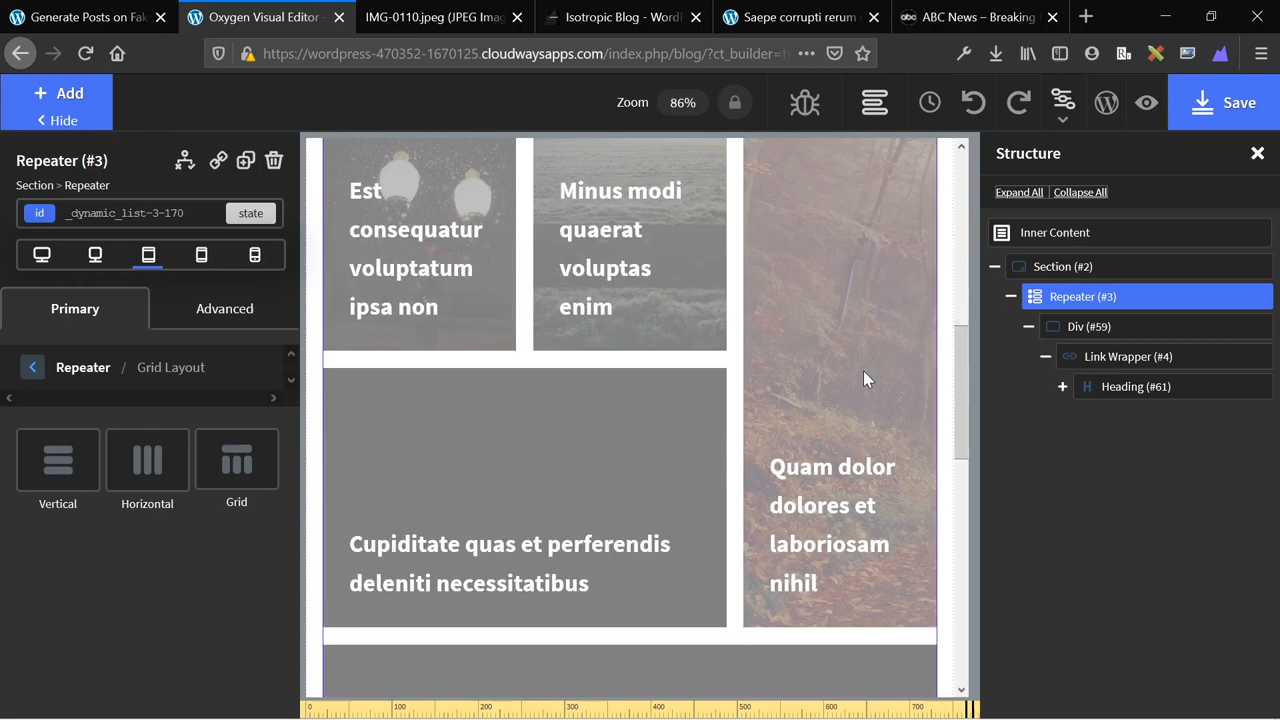 Generate Posts on Fak
Oxygen Visual Editor -
IMG-0110.jpeg (JPEG Imag
Isotropic Blog - WordP
Saepe corrupti rerum
ABC News – Breaking
https://wordpress-470352-1670125.cloudwaysapps.com/index.php/blog/?ct_builder=t
Add
Hide
Zoom
86%
Save
Repeater (#3)
Section > Repeater
id
_dynamic_list-3-170
state
Primary
Advanced
Repeater / Grid Layout
Vertical
Horizontal
Grid
Est
consequatur
voluptatum
ipsa non
Minus modi
quaerat
voluptas
enim
Quam dolor
dolores et
laboriosam
nihil
Cupiditate quas et perferendis
deleniti necessitatibus
0 100 200 300 400 500 600 700
Structure
Expand All
Collapse All
Inner Content
Section (#2)
Repeater (#3)
Div (#59)
Link Wrapper (#4)
Heading (#61)